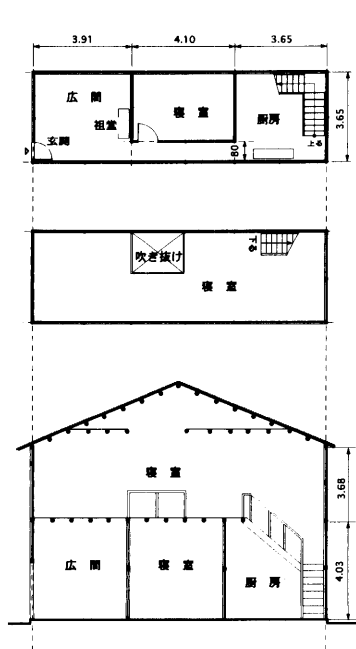 3.91 4.10 3.65
広間
寝室
厨房
祖堂
玄関
上る
.80
3.65
吹き抜け
下る
寝室
寝室
3.68
広間
寝室
厨房
4.03